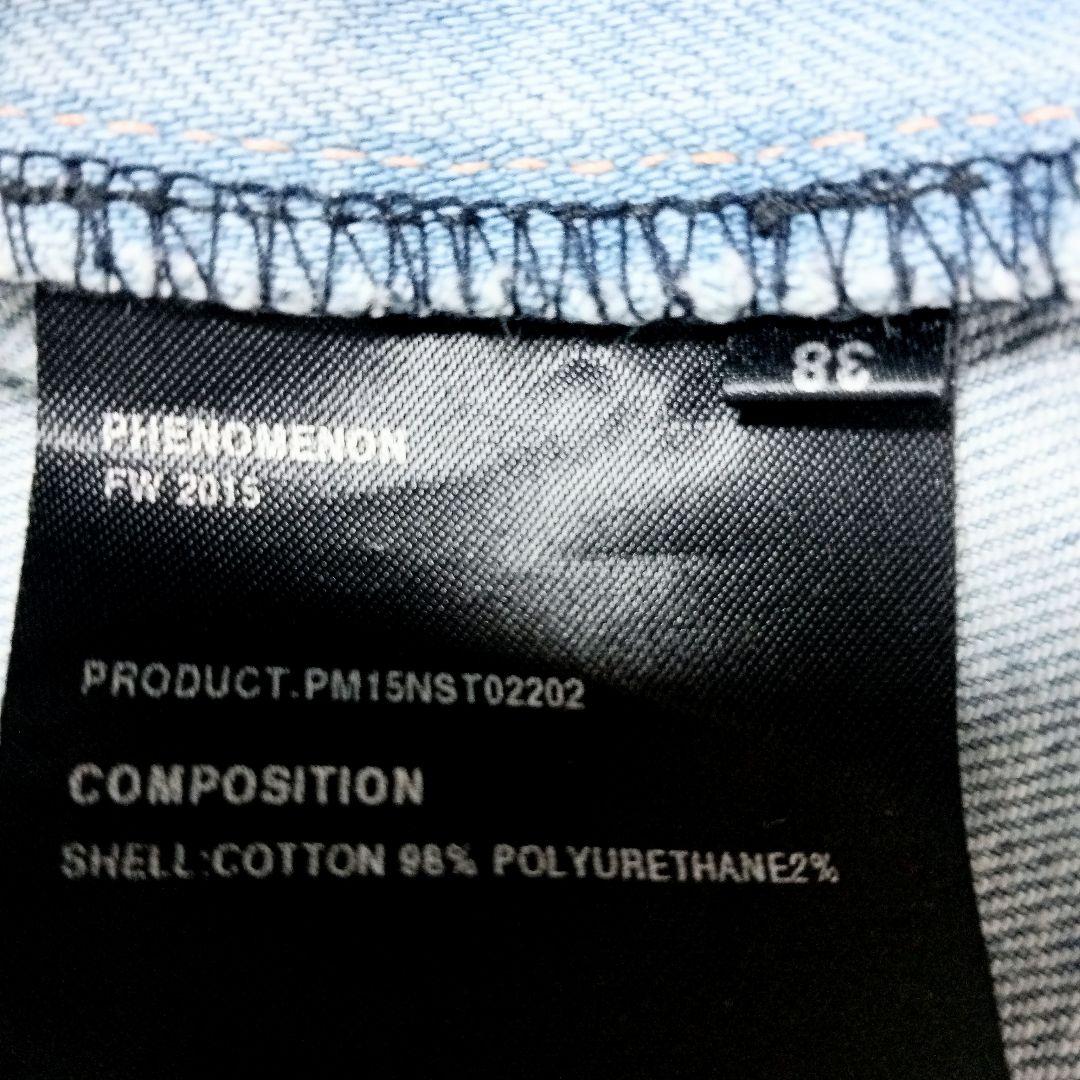 38
PHENOMENON
FW 2015
PRODUCT.PM15NST02202
COMPOSITION
SHELL:COTTON 98% POLYURETHANE2%